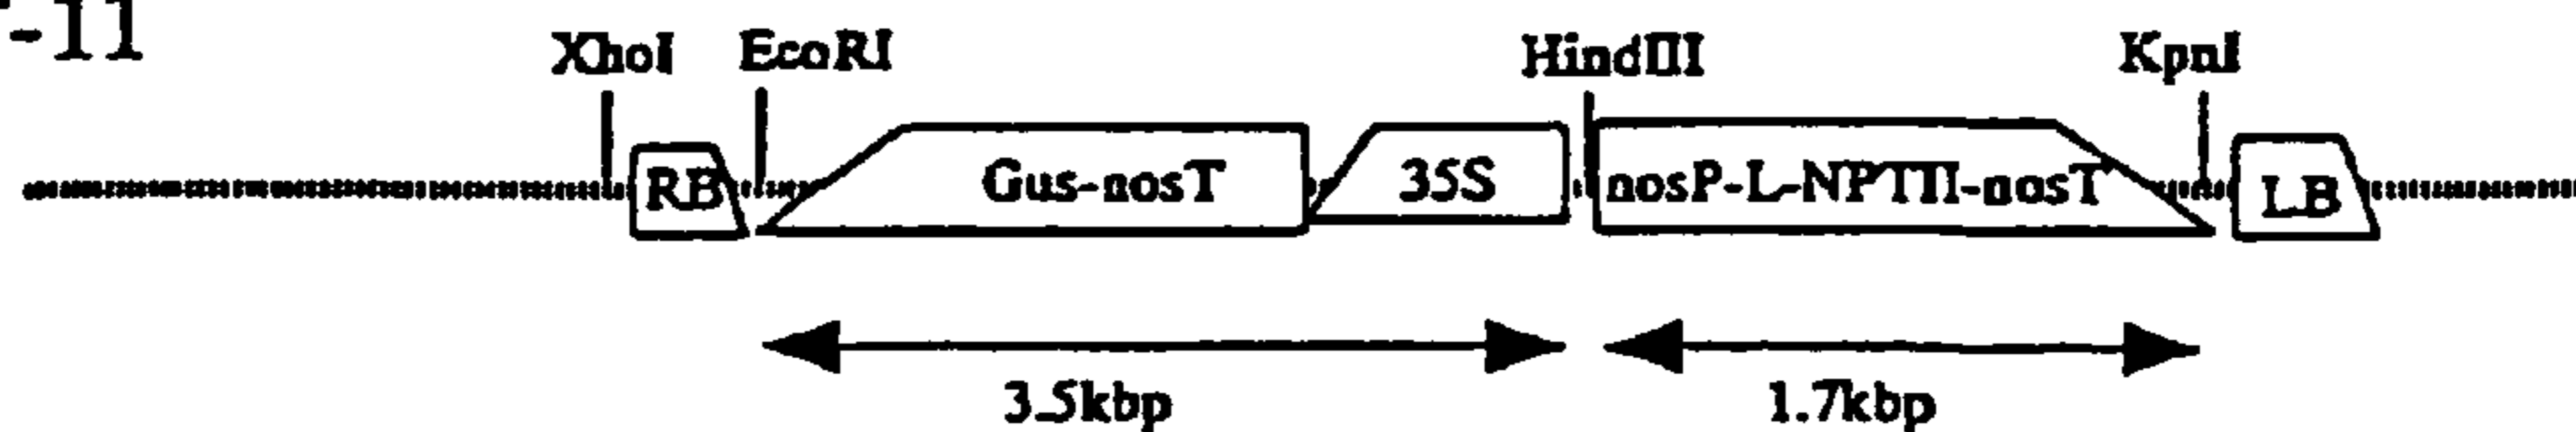 -11
XhoI EcoRI HindIII KpnI
RB Gus-nosT 35S nosP-L-NPTII-nosT LB
3.5kbp 1.7kbp